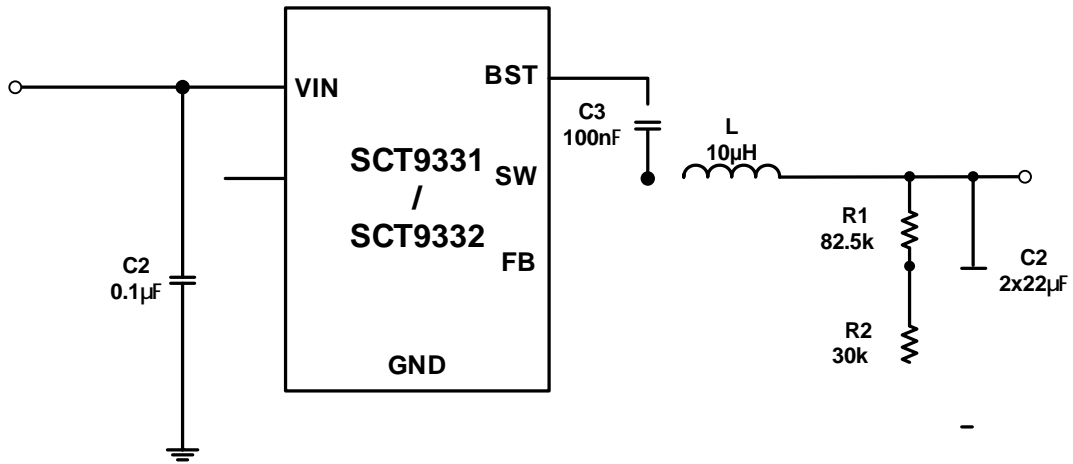 VIN
BST
SCT9331
/
SCT9332
SW
FB
GND
C2
0.1µF
C3
100nF
L
10µH
R1
82.5k
R2
30k
C2
2x22µF